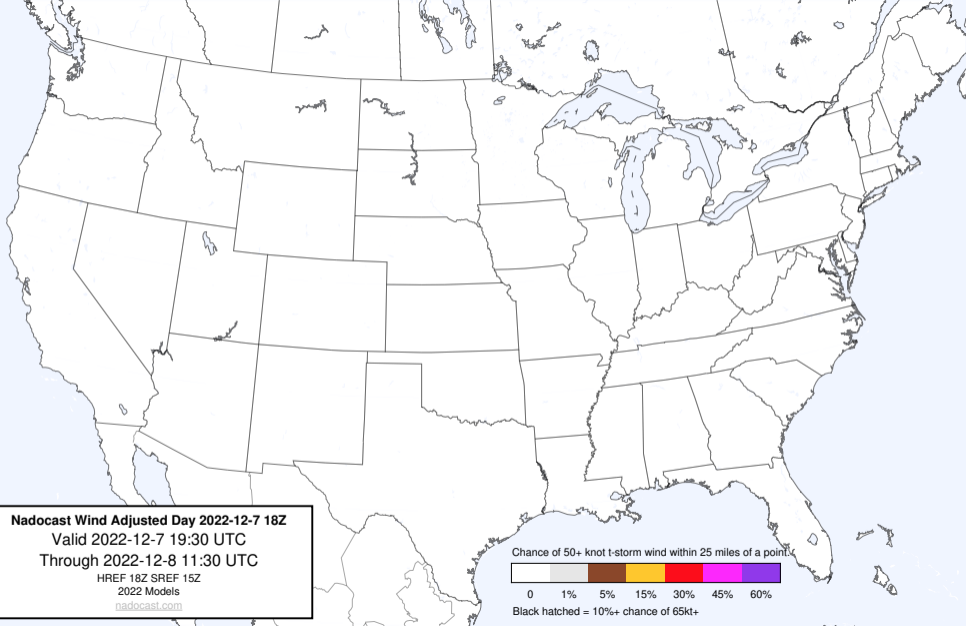 Nadocast Wind Adjusted Day 2022-12-7 18Z
Valid 2022-12-7 19:30 UTC
Through 2022-12-8 11:30 UTC
HREF 18Z SREF 15Z
2022 Models
nadocast.com
Chance of 50+ knot t-storm wind within 25 miles of a point.
0 1% 5% 15% 30% 45% 60%
Black hatched = 10%+ chance of 65kt+